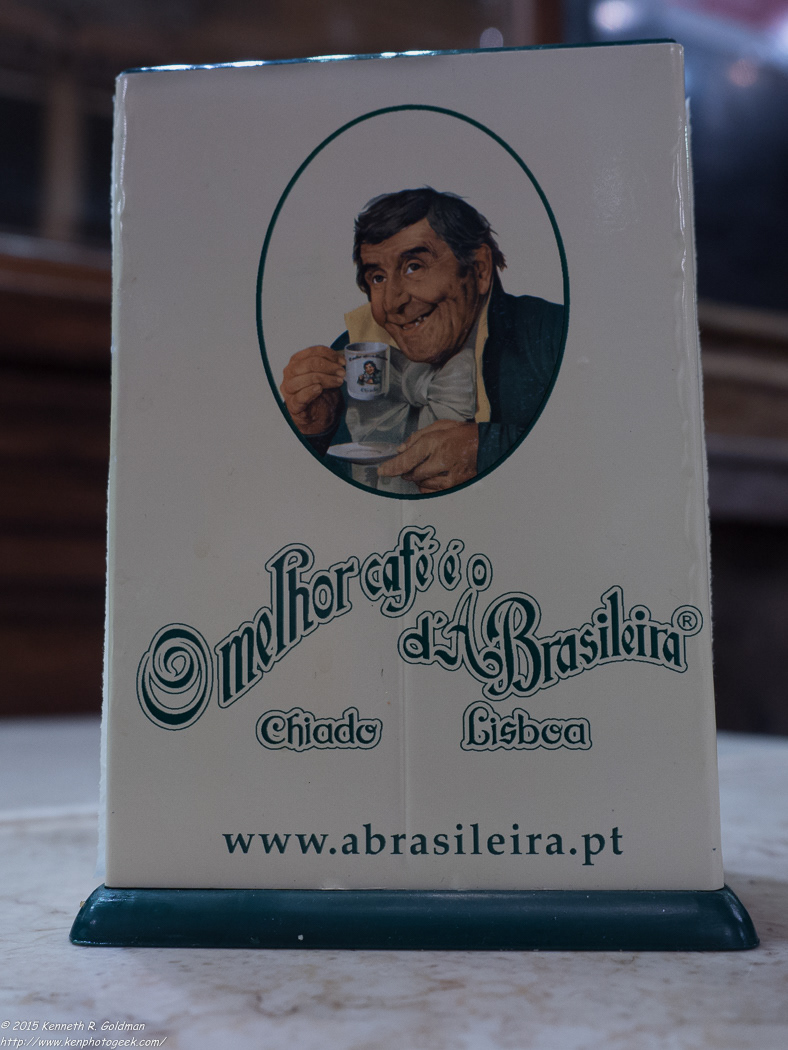 O melhor café é o
d'A Brasileira®
Chiado Lisboa
www.abrasileira.pt
© 2015 Kenneth R. Goldman
http://www.kenphotogeek.com/